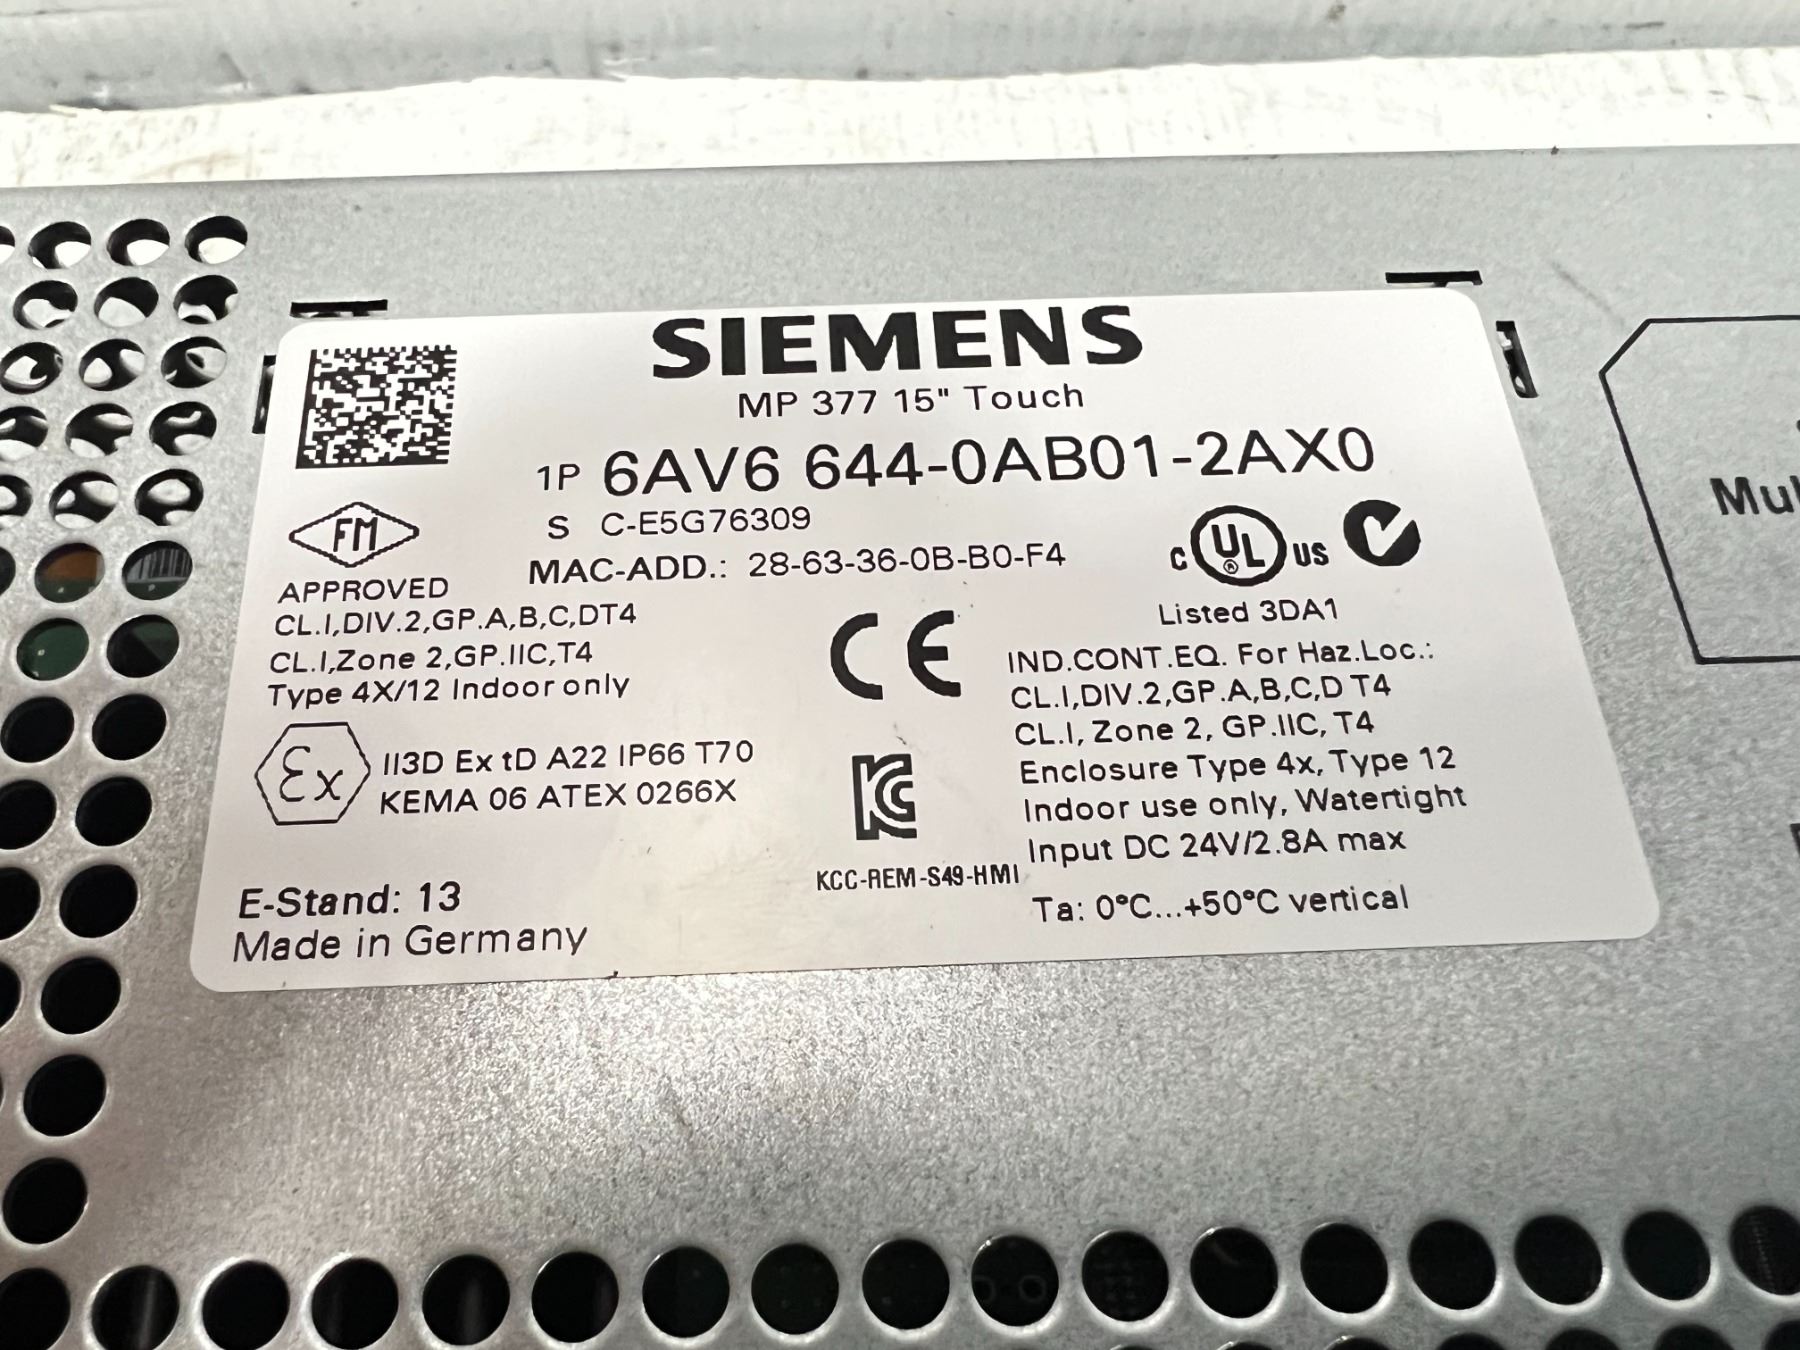 SIEMENS
MP 377 15" Touch
1P 6AV6 644-0AB01-2AX0
S C-E5G76309
MAC-ADD.: 28-63-36-0B-B0-F4
FM
APPROVED
CL.I,DIV.2,GP.A,B,C,DT4
CL.I,Zone 2,GP.IIC,T4
Type 4X/12 Indoor only
Ex
II3D Ex tD A22 IP66 T70
KEMA 06 ATEX 0266X
E-Stand: 13
Made in Germany
CE
KCC-REM-S49-HMI
C UL ® US
Listed 3DA1
IND.CONT.EQ. For Haz.Loc.:
CL.I,DIV.2,GP.A,B,C,D T4
CL.I, Zone 2, GP.IIC, T4
Enclosure Type 4x, Type 12
Indoor use only, Watertight
Input DC 24V/2.8A max
Ta: 0°C...+50°C vertical